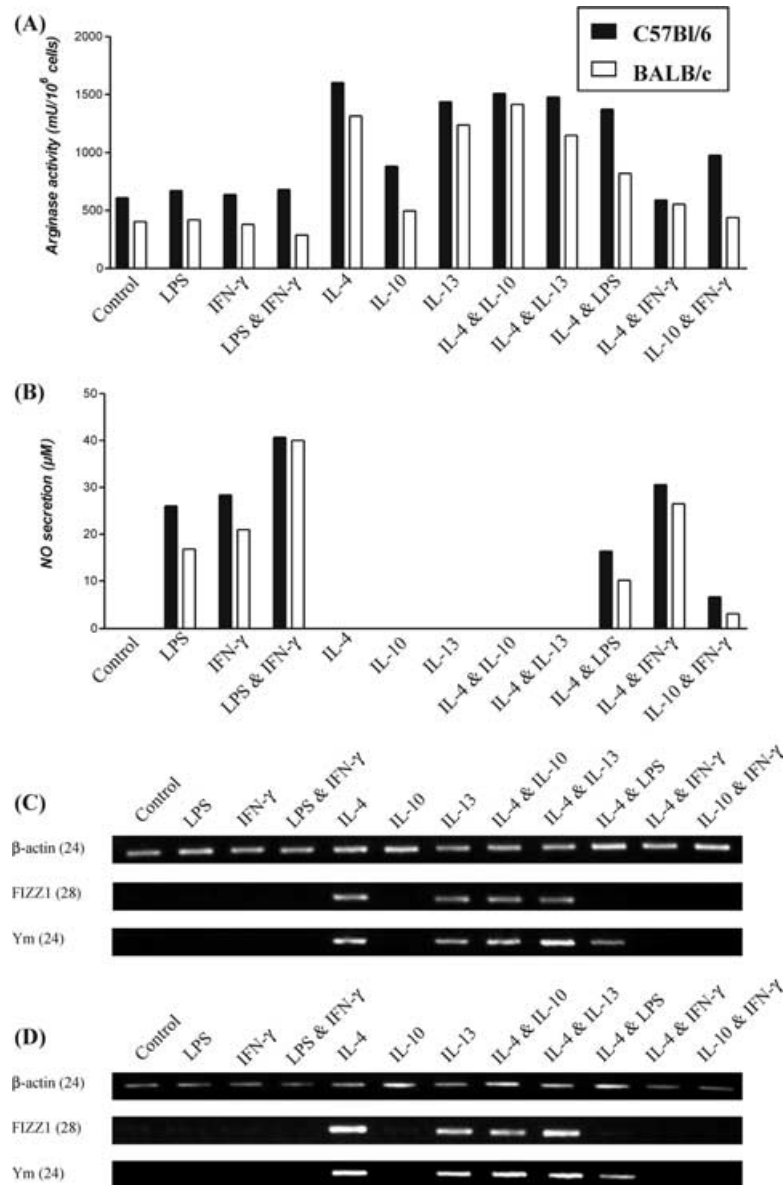 (A)
C57Bl/6
BALB/c
Arginase activity (mU/10⁶ cells)
2000
1500
1000
500
0
Control
LPS
IFN-γ
LPS & IFN-γ
IL-4
IL-10
IL-13
IL-4 & IL-10
IL-4 & IL-13
IL-4 & LPS
IL-4 & IFN-γ
IL-10 & IFN-γ
(B)
NO secretion (μM)
50
40
30
20
10
0
Control
LPS
IFN-γ
LPS & IFN-γ
IL-4
IL-10
IL-13
IL-4 & IL-10
IL-4 & IL-13
IL-4 & LPS
IL-4 & IFN-γ
IL-10 & IFN-γ
(C)
Control
LPS
IFN-γ
LPS & IFN-γ
IL-4
IL-10
IL-13
IL-4 & IL-10
IL-4 & IL-13
IL-4 & LPS
IL-4 & IFN-γ
IL-10 & IFN-γ
β-actin (24)
FIZZ1 (28)
Ym (24)
(D)
Control
LPS
IFN-γ
LPS & IFN-γ
IL-4
IL-10
IL-13
IL-4 & IL-10
IL-4 & IL-13
IL-4 & LPS
IL-4 & IFN-γ
IL-10 & IFN-γ
β-actin (24)
FIZZ1 (28)
Ym (24)